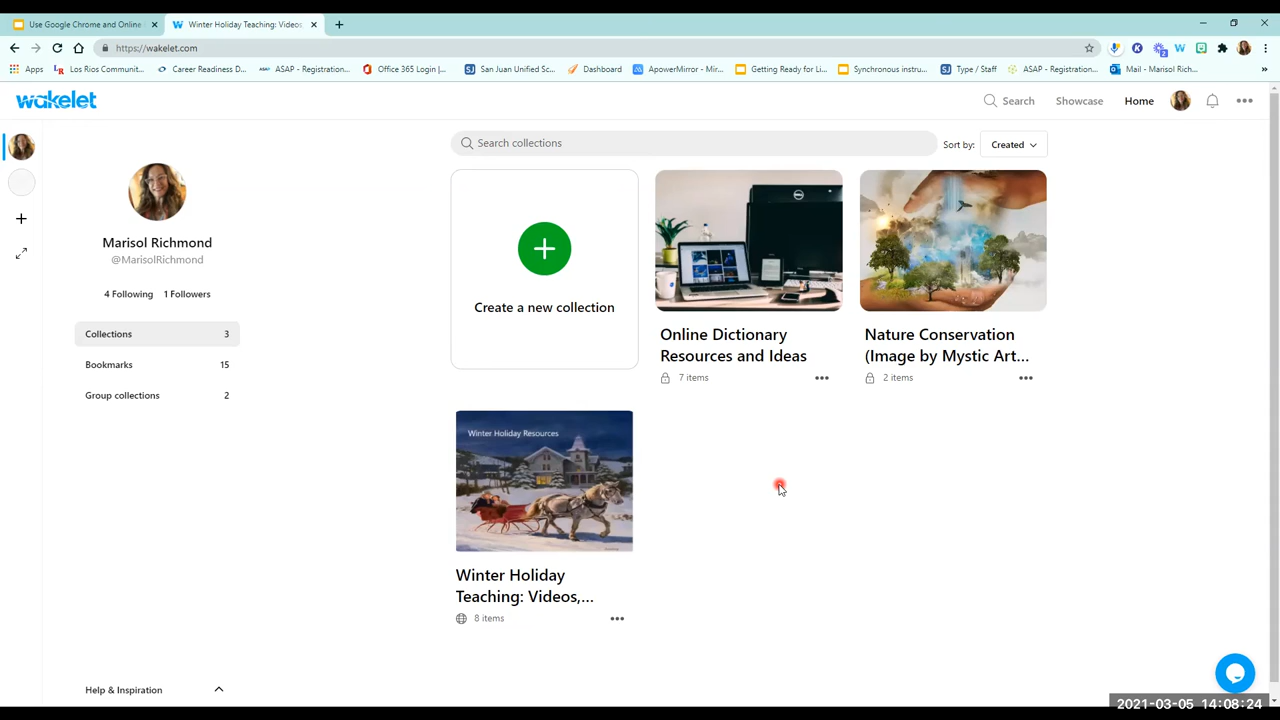 Use Google Chrome and Online
Winter Holiday Teaching: Videos,
https://wakelet.com
Apps
Los Rios Communit...
Career Readiness D...
ASAP - Registration...
Office 365 Login |...
San Juan Unified Sc...
Dashboard
ApowerMirror - Mir...
Getting Ready for Li...
Synchronous instru...
Type / Staff
ASAP - Registration...
Mail - Marisol Rich...
wakelet
Search
Showcase
Home
Search collections
Sort by:
Created
Marisol Richmond
@MarisolRichmond
4 Following
1 Followers
Collections 3
Bookmarks 15
Group collections 2
Create a new collection
DELL
Online Dictionary
Resources and Ideas
7 items
Nature Conservation
(Image by Mystic Art...
2 items
Winter Holiday Resources
Winter Holiday
Teaching: Videos,...
8 items
Help & Inspiration
2021-03-05 14:08:24